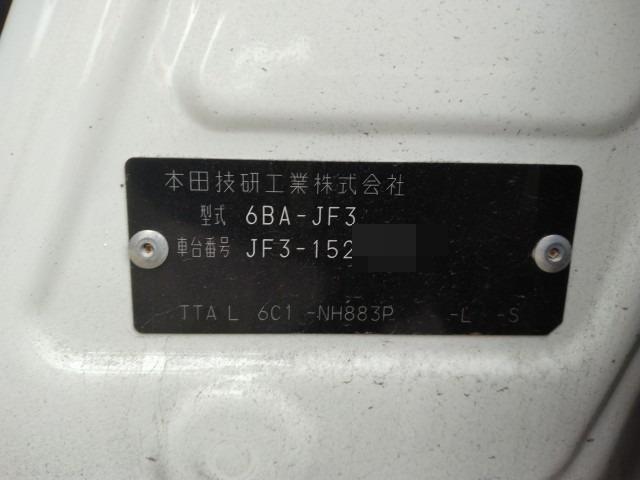 本田技研工業株式会社
型式 6BA-JF3
車台番号 JF3-152
TTA L 6C1 -NH883P -L -S